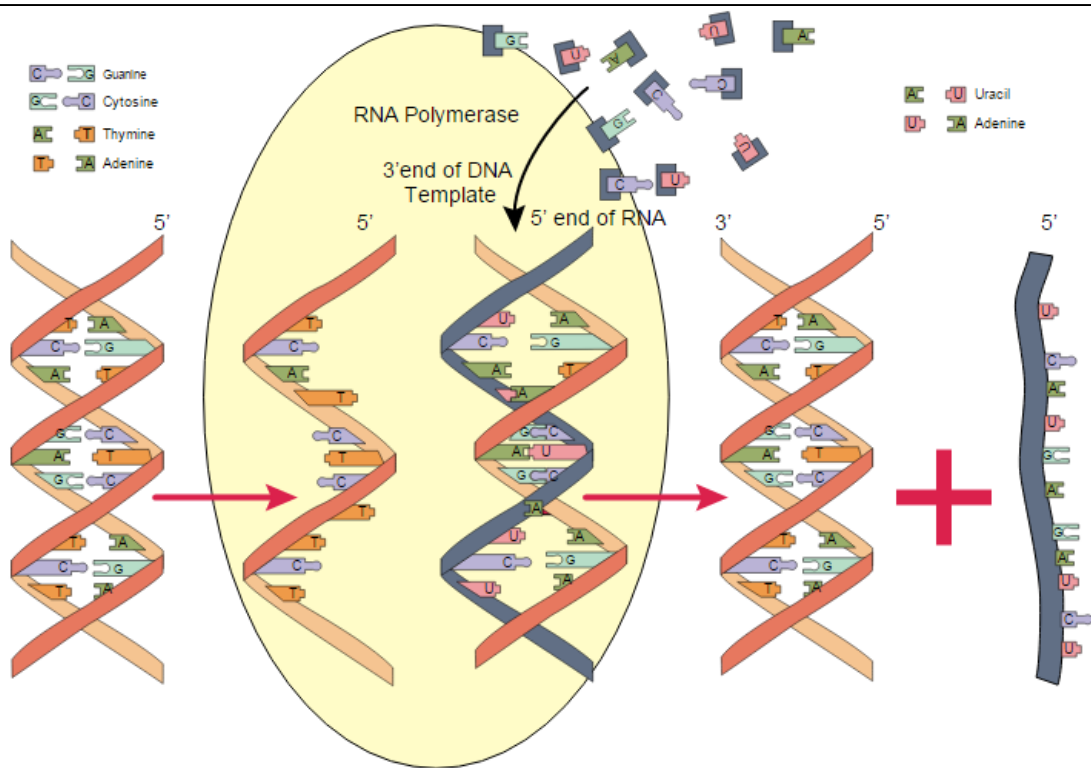 C G Guanine
G C Cytosine
A T Thymine
T A Adenine
G
U
A
U
A
C
C
G
U
C
U
A U Uracil
U A Adenine
RNA Polymerase
3'end of DNA
Template
5' end of RNA
5'
T A
C G
A T
G C
A T
G C
T A
C G
T A
5'
T
C
A
T
C
T
C
T
T
C
T
U A
C G
A T
A
G C
A U
G C
A
U A
C G
U A
3' 5'
T A
C G
A T
G C
A T
G C
T A
C G
T A
5'
U
C
A
U
G
A
G
A
U
C
U